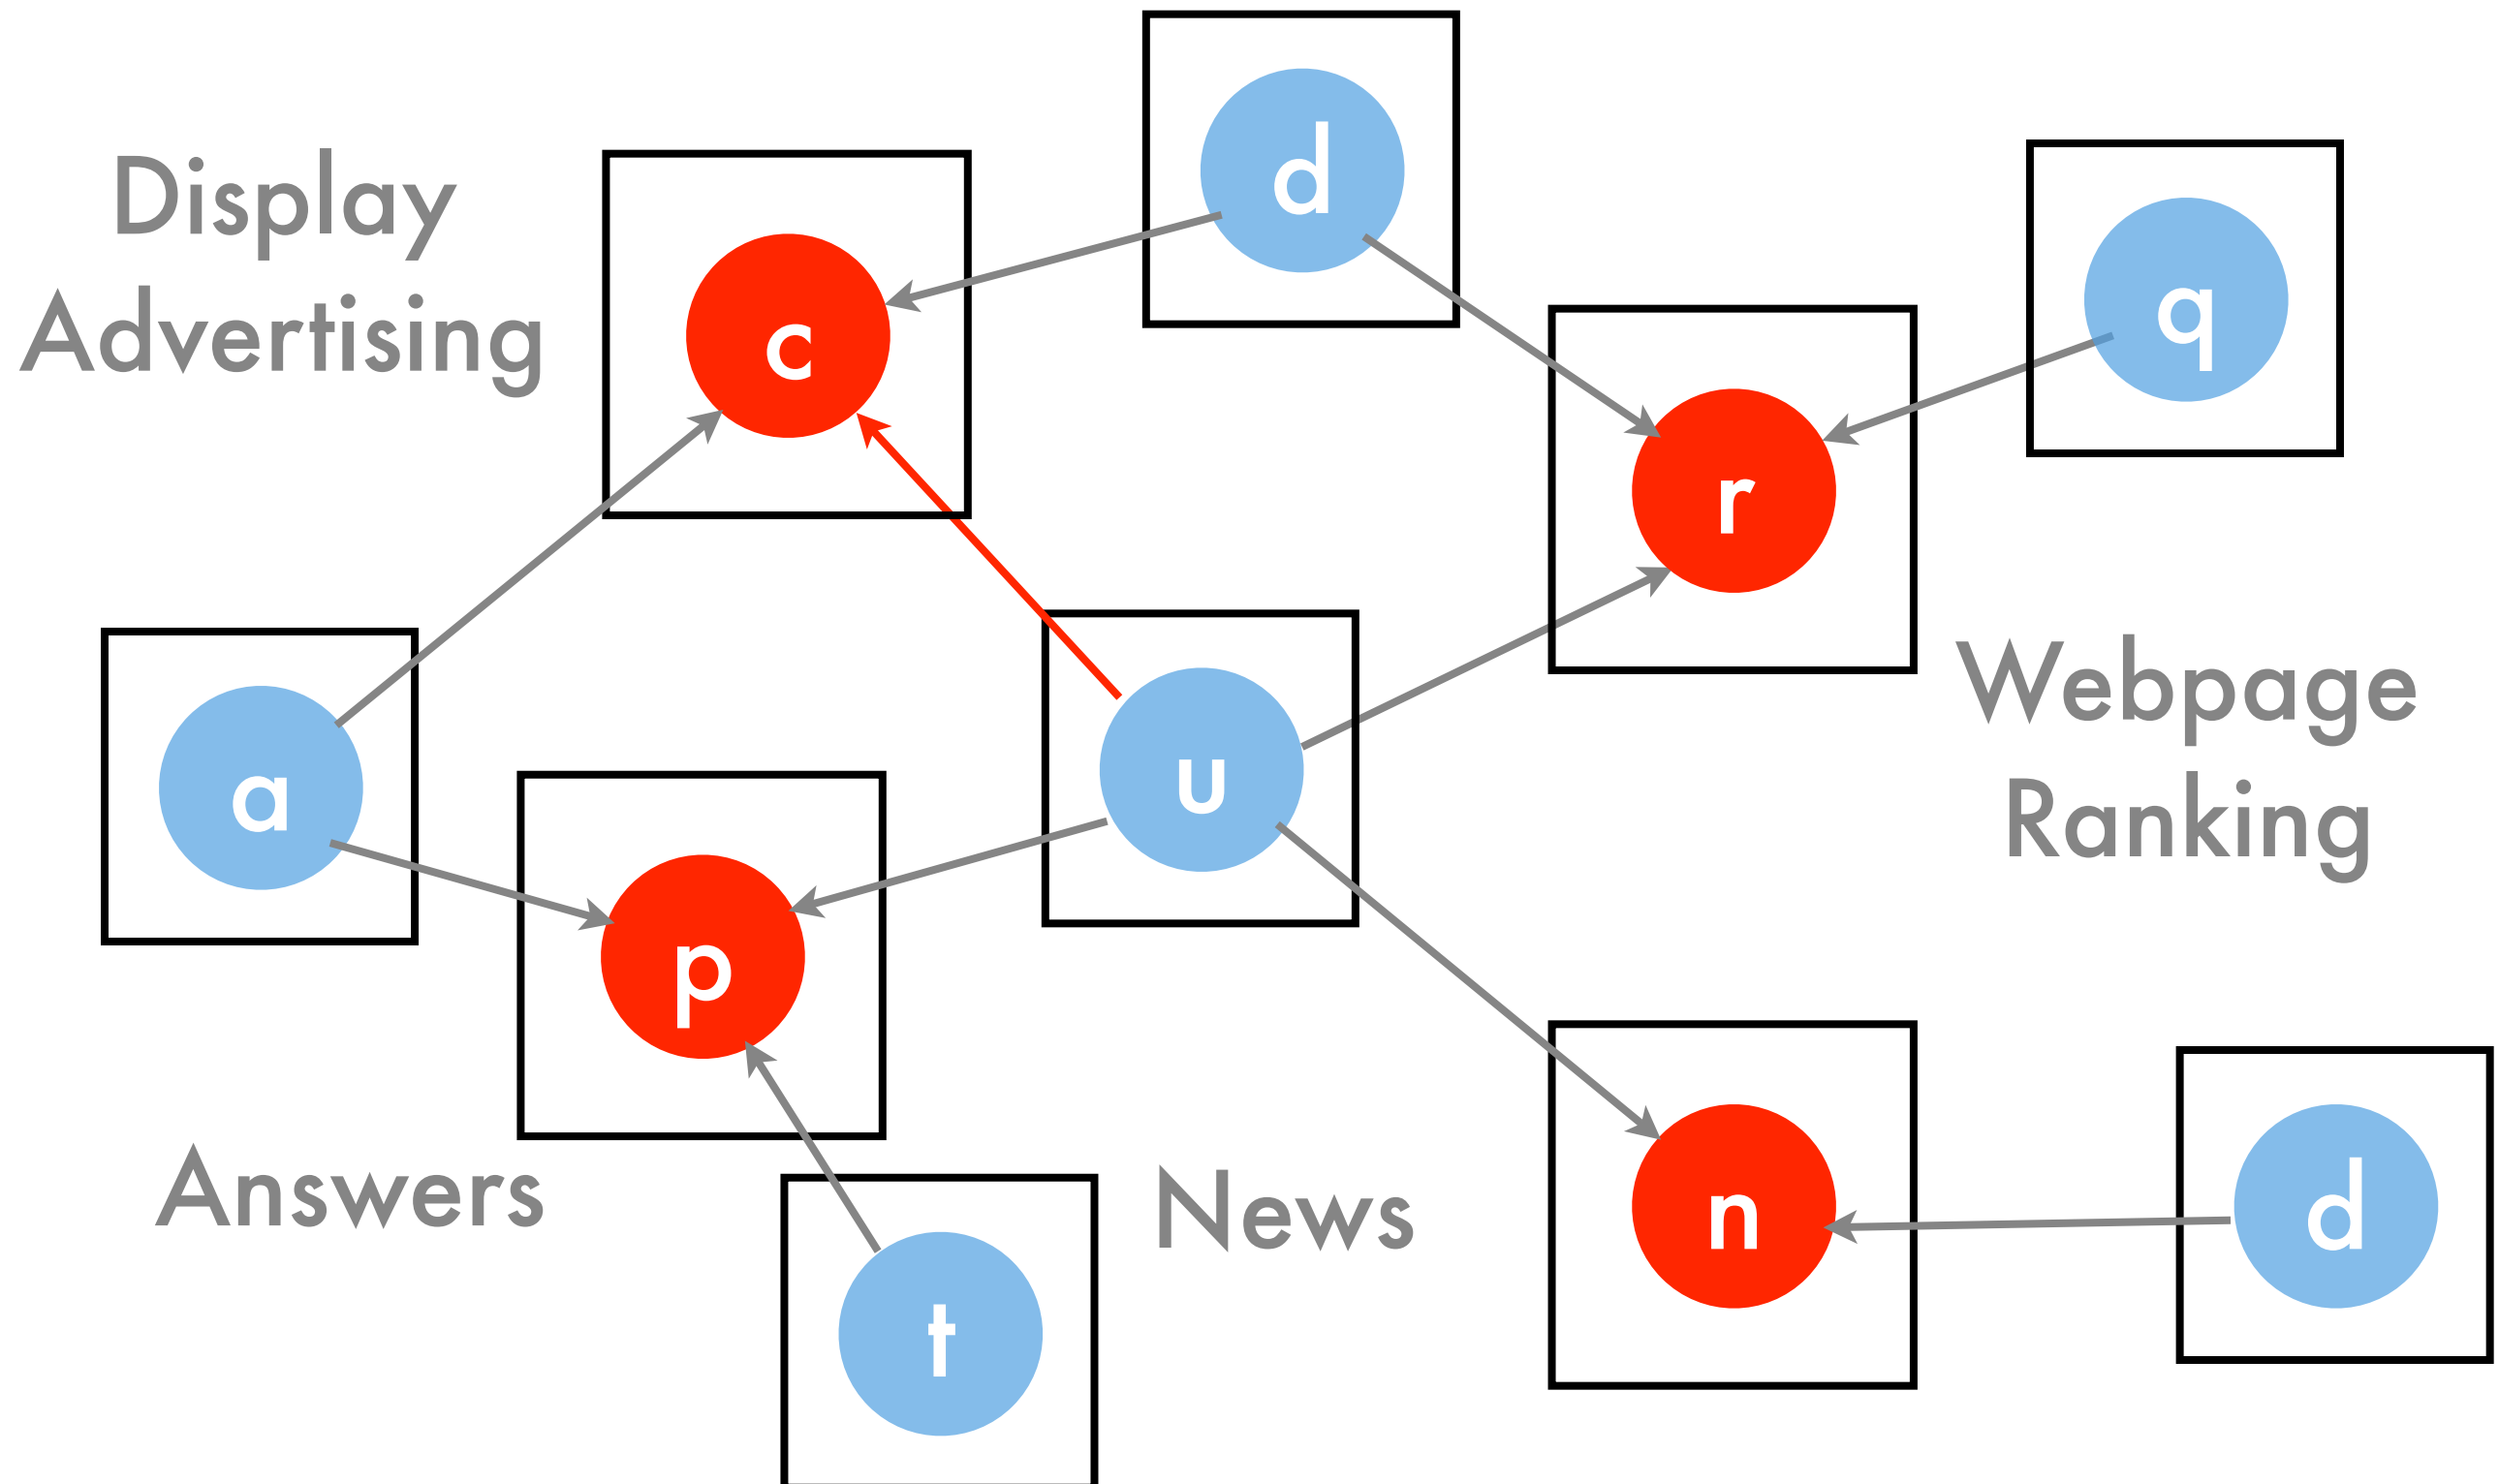 d
Display
Advertising
q
c
r
Webpage
Ranking
u
a
p
Answers
News
n
d
t